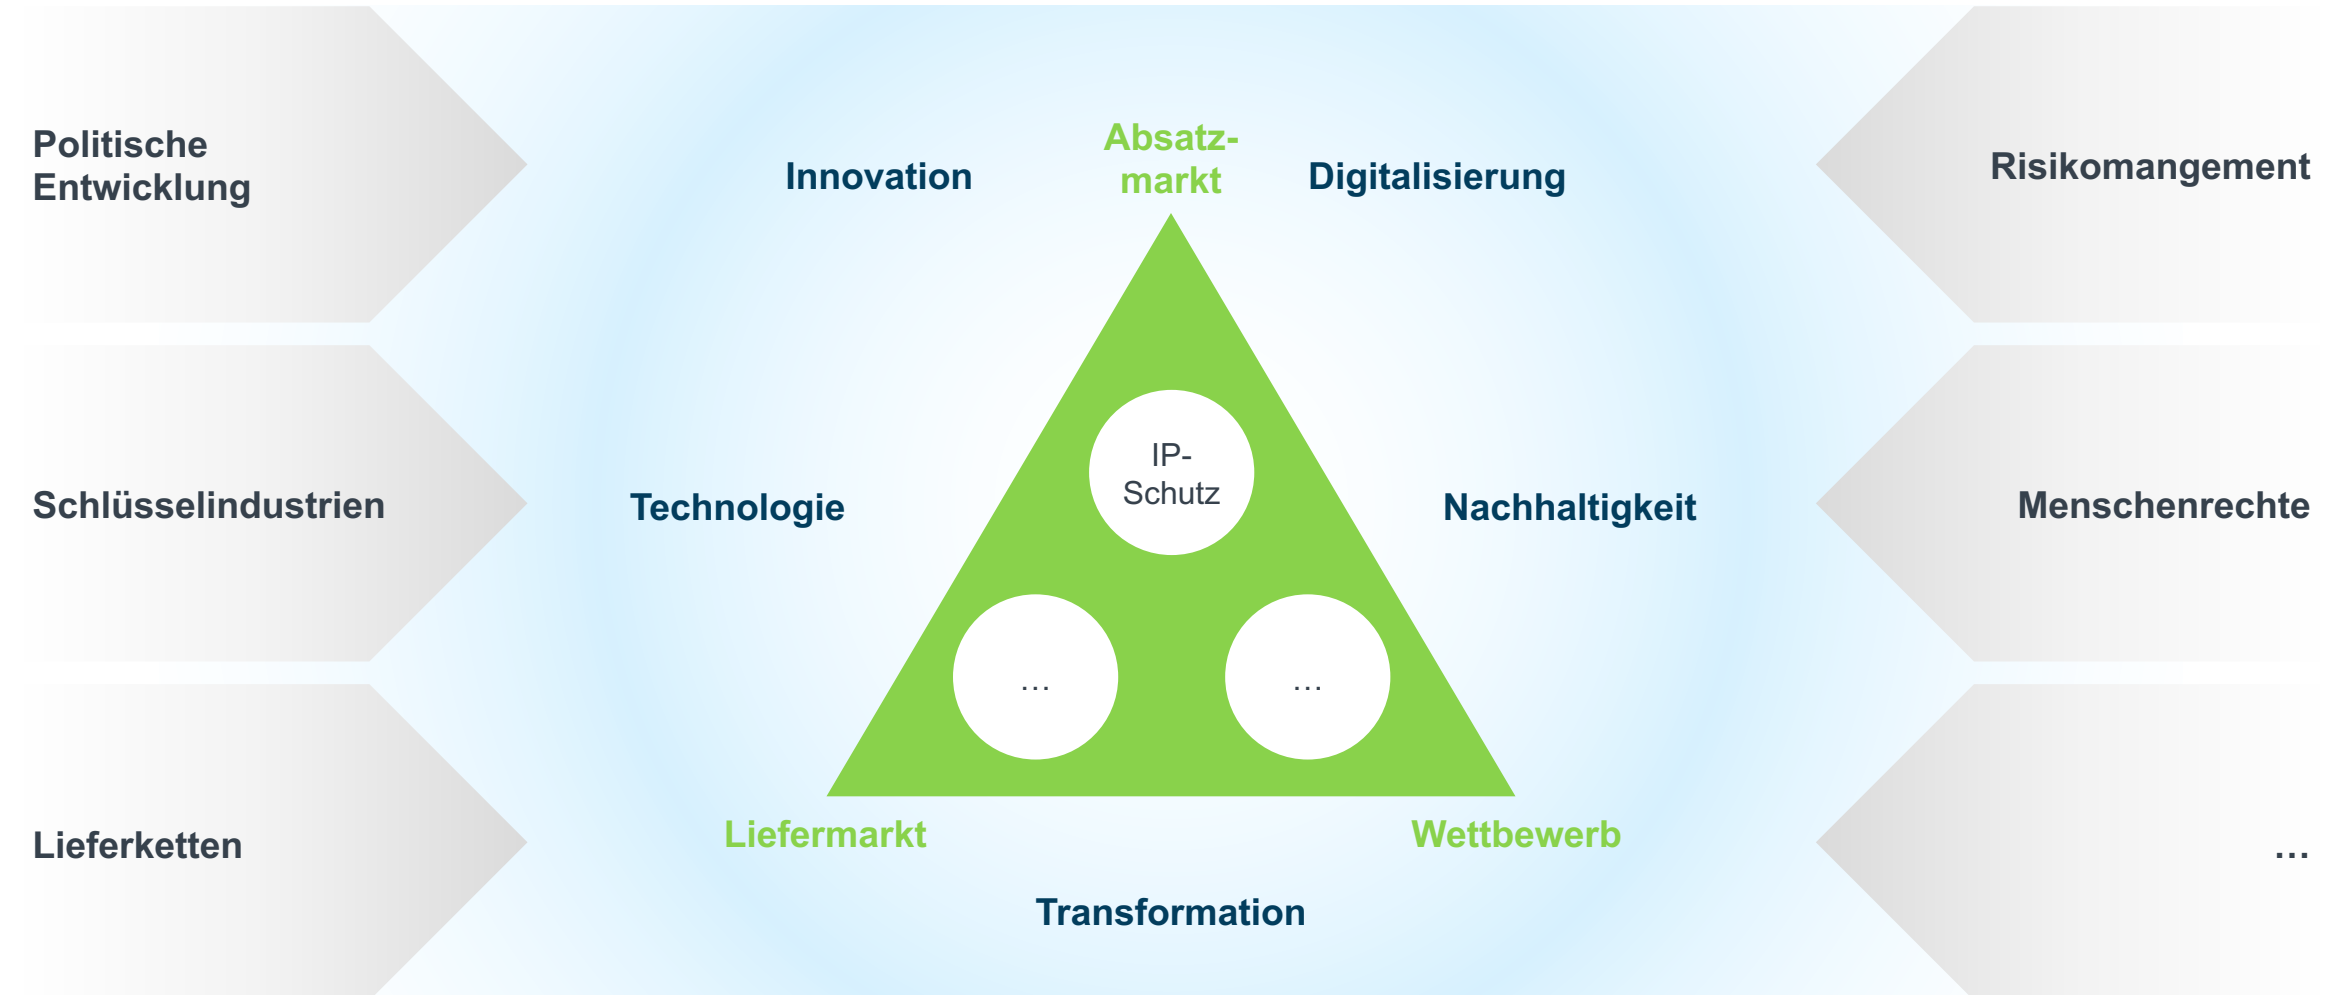 Politische
Entwicklung
Schlüsselindustrien
Lieferketten
Innovation
Absatz-
markt
Digitalisierung
Technologie
IP-
Schutz
Nachhaltigkeit
…
…
Liefermarkt
Wettbewerb
Transformation
Risikomangement
Menschenrechte
…